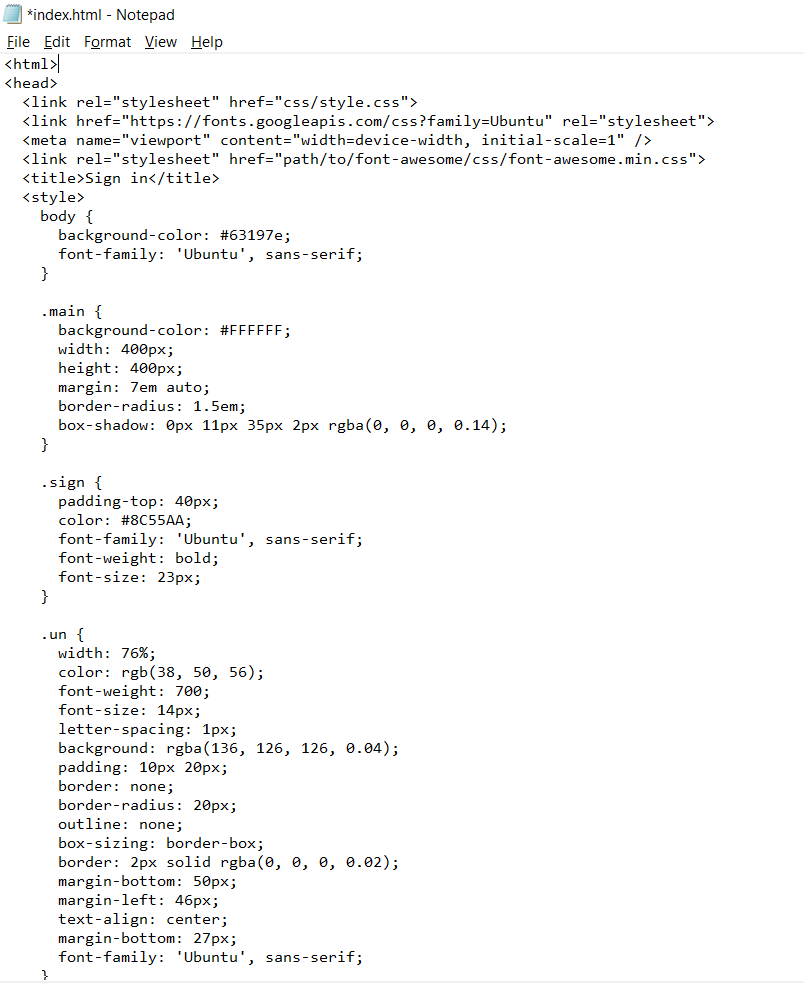 *index.html - Notepad
File Edit Format View Help
<html>
<head>
  <link rel="stylesheet" href="css/style.css">
  <link href="https://fonts.googleapis.com/css?family=Ubuntu" rel="stylesheet">
  <meta name="viewport" content="width=device-width, initial-scale=1" />
  <link rel="stylesheet" href="path/to/font-awesome/css/font-awesome.min.css">
  <title>Sign in</title>
  <style>
    body {
      background-color: #63197e;
      font-family: 'Ubuntu', sans-serif;
    }

    .main {
      background-color: #FFFFFF;
      width: 400px;
      height: 400px;
      margin: 7em auto;
      border-radius: 1.5em;
      box-shadow: 0px 11px 35px 2px rgba(0, 0, 0, 0.14);
    }

    .sign {
      padding-top: 40px;
      color: #8C55AA;
      font-family: 'Ubuntu', sans-serif;
      font-weight: bold;
      font-size: 23px;
    }

    .un {
      width: 76%;
      color: rgb(38, 50, 56);
      font-weight: 700;
      font-size: 14px;
      letter-spacing: 1px;
      background: rgba(136, 126, 126, 0.04);
      padding: 10px 20px;
      border: none;
      border-radius: 20px;
      outline: none;
      box-sizing: border-box;
      border: 2px solid rgba(0, 0, 0, 0.02);
      margin-bottom: 50px;
      margin-left: 46px;
      text-align: center;
      margin-bottom: 27px;
      font-family: 'Ubuntu', sans-serif;
    }